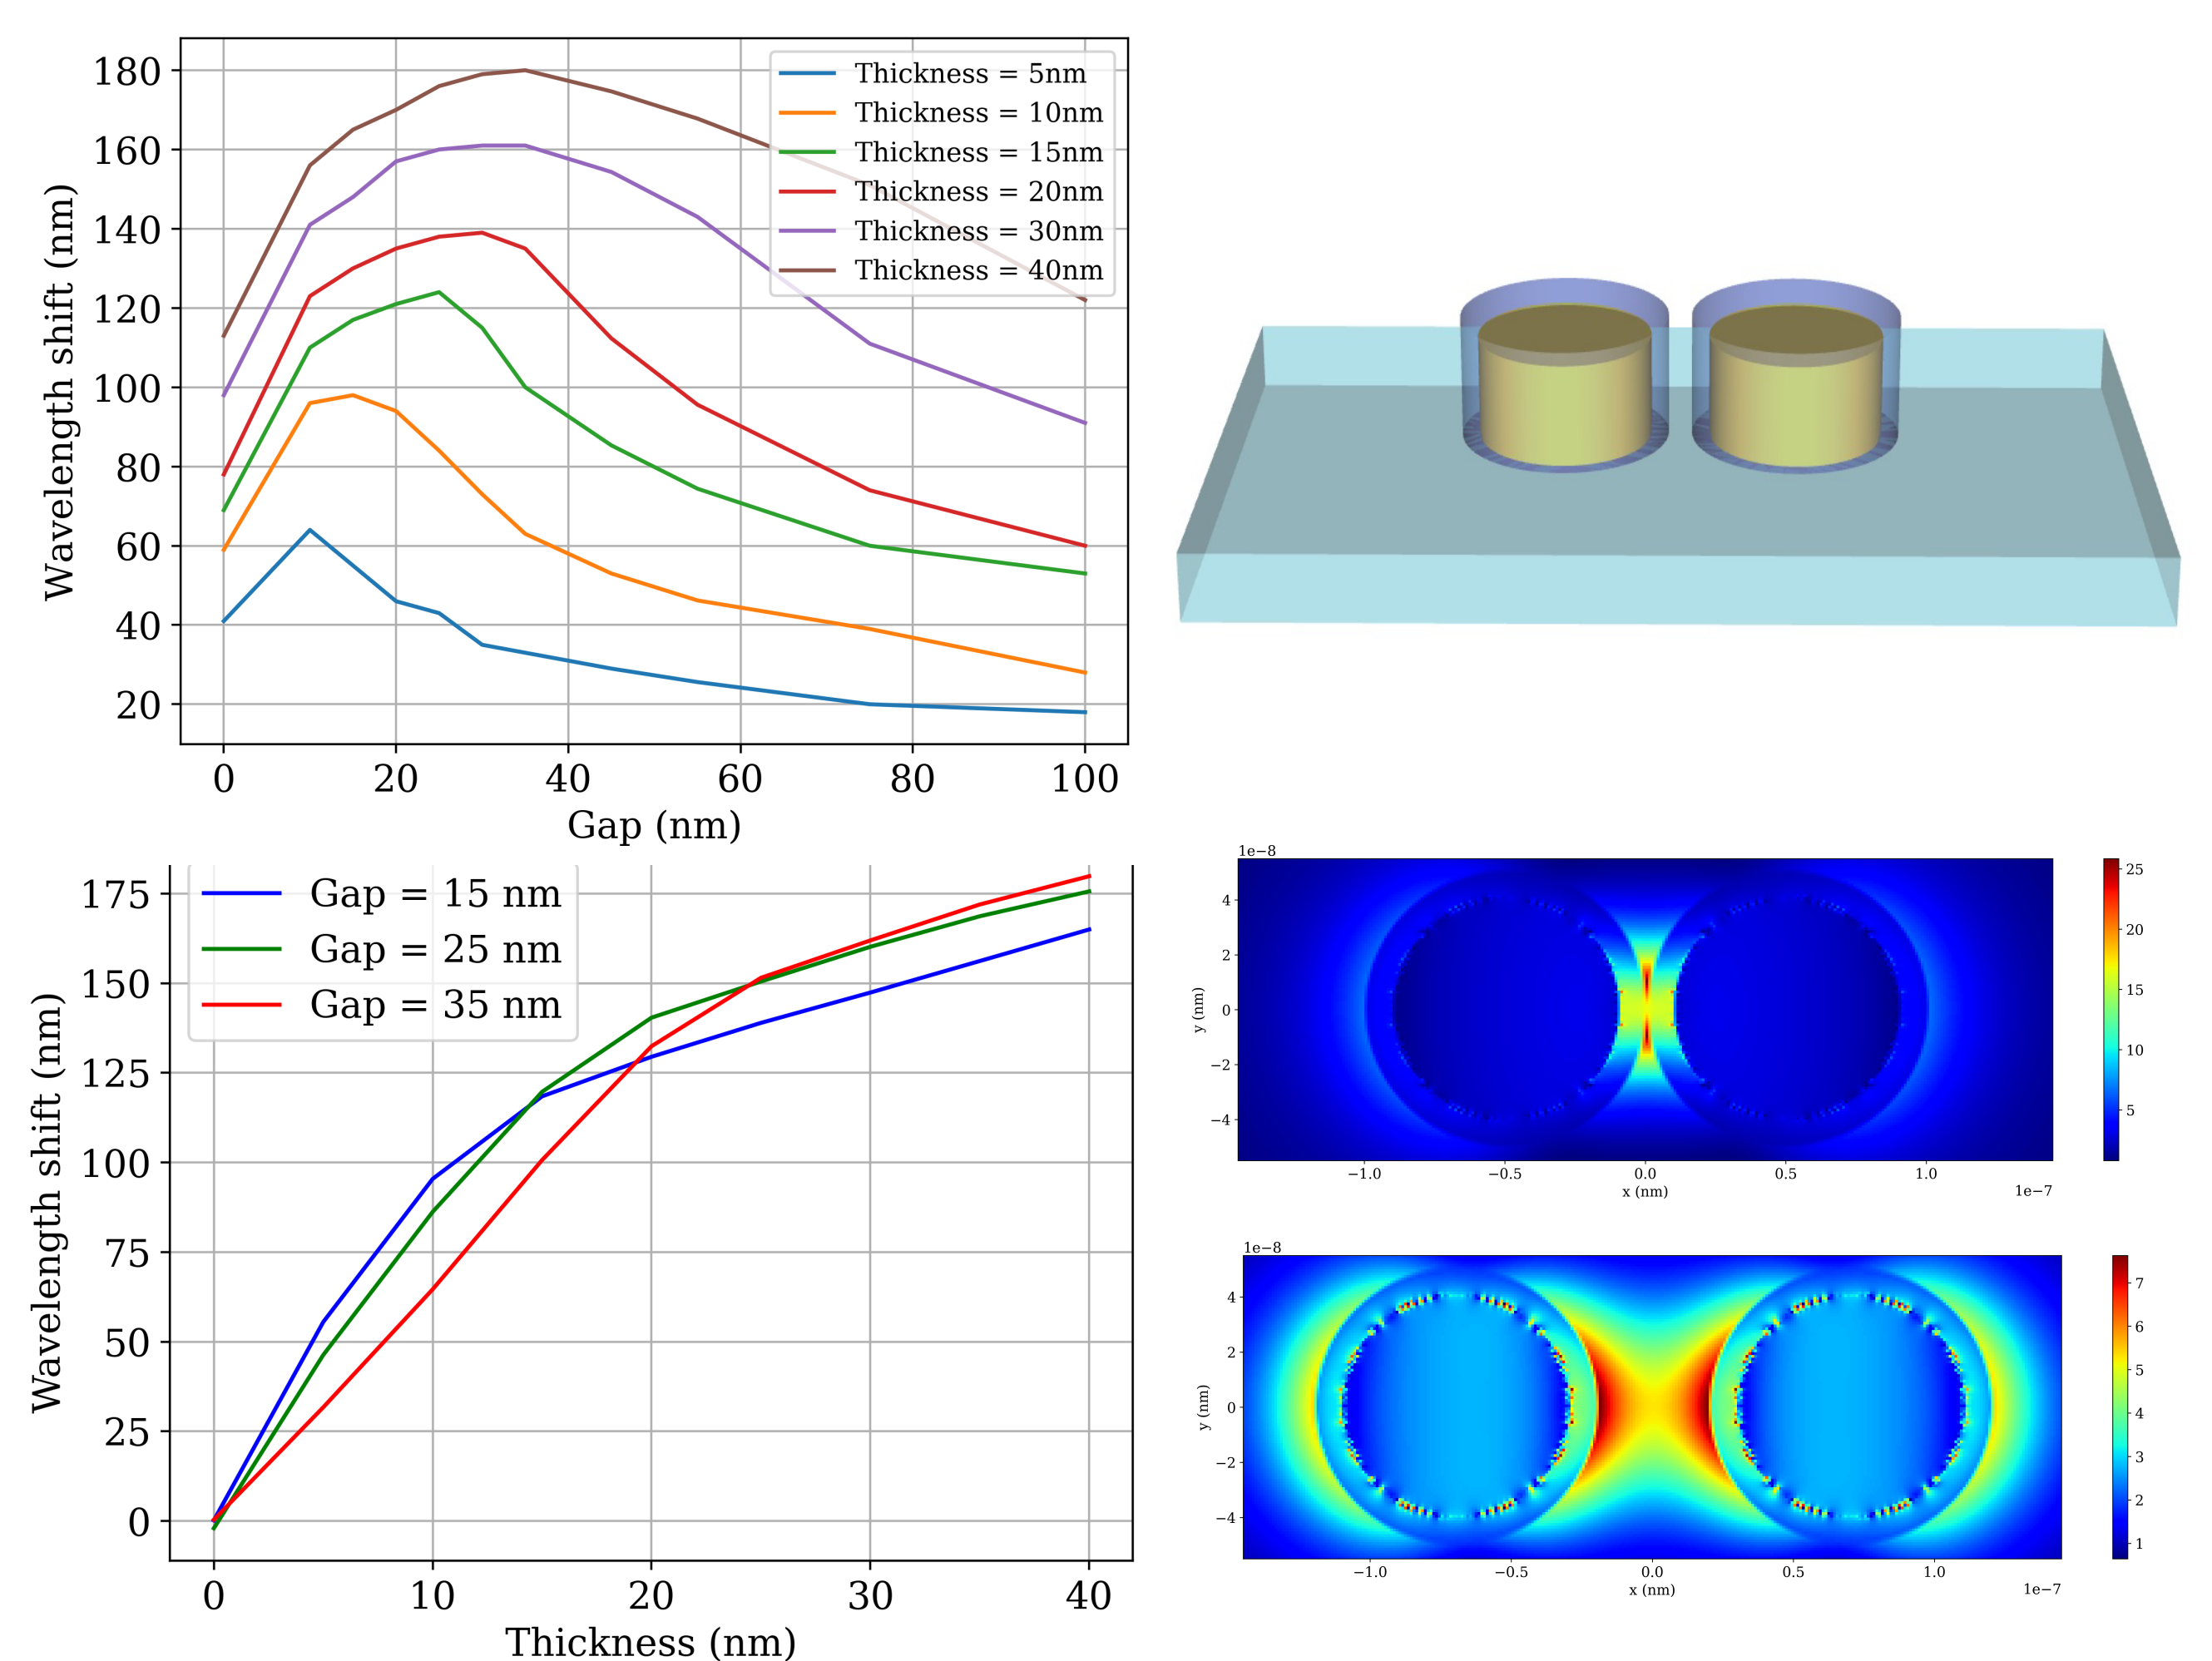 Wavelength shift (nm)
180
160
140
120
100
80
60
40
20
Thickness = 5nm
Thickness = 10nm
Thickness = 15nm
Thickness = 20nm
Thickness = 30nm
Thickness = 40nm
0 20 40 60 80 100
Gap (nm)
Wavelength shift (nm)
175
150
125
100
75
50
25
0
Gap = 15 nm
Gap = 25 nm
Gap = 35 nm
0 10 20 30 40
Thickness (nm)
1e−8
y (nm)
4
2
0
−2
−4
−1.0 −0.5 0.0 0.5 1.0
x (nm)
1e−7
25
20
15
10
5
1e−8
y (nm)
4
2
0
−2
−4
−1.0 −0.5 0.0 0.5 1.0
x (nm)
1e−7
7
6
5
4
3
2
1